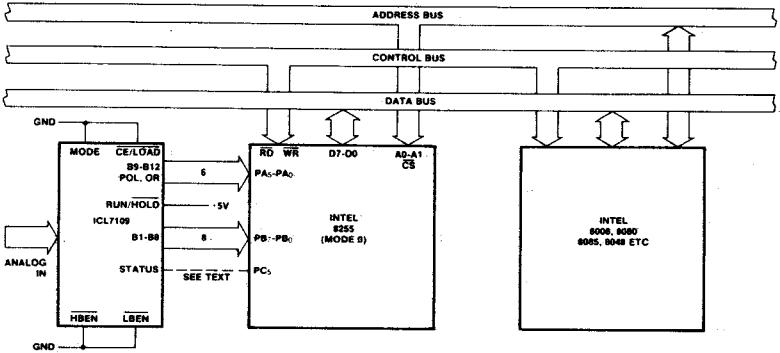 ADDRESS BUS
CONTROL BUS
DATA BUS
GND
MODE CE/LOAD
B9-B12
POL, OR
6
RUN/HOLD
5V
ICL7109
B1-B8
8
ANALOG
IN
STATUS
SEE TEXT
HBEN LBEN
GND
RD WR D7-D0 A0-A1
CS
PA5-PA0
INTEL
8255
(MODE 0)
PB7-PB0
PC5
INTEL
8008, 8080
8085, 8048 ETC